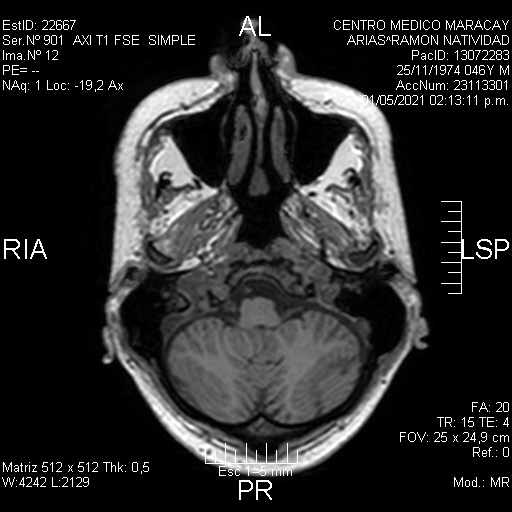 EstID: 22667
Ser.Nº 901 AXI T1 FSE SIMPLE
Ima.Nº 12
PE= --
NAq: 1 Loc: -19,2 Ax
AL
CENTRO MEDICO MARACAY
ARIAS^RAMON NATIVIDAD
PacID: 13072283
25/11/1974 046Y M
AccNum: 23113301
01/05/2021 02:13:11 p.m.
RIA
LSP
FA: 20
TR: 15 TE: 4
FOV: 25 x 24,9 cm
Ref.: 0
Matriz 512 x 512 Thk: 0,5
W:4242 L:2129
Esc 1=5 mm
PR
Mod.: MR